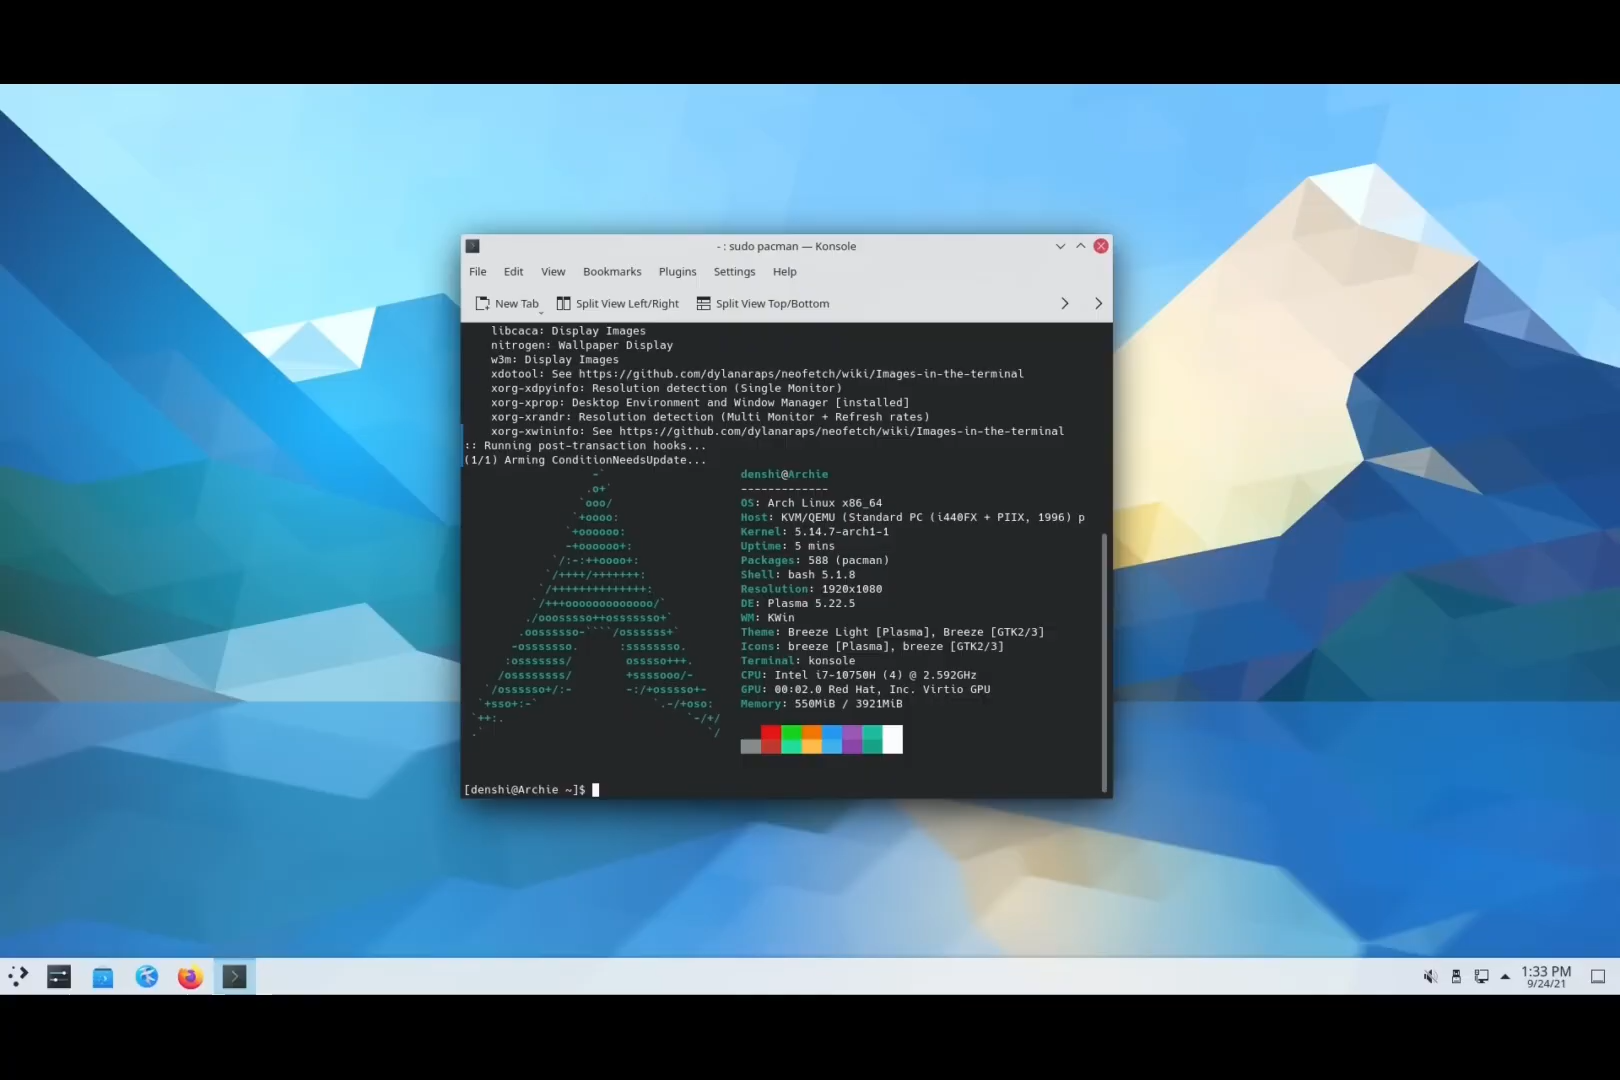 - : sudo pacman — Konsole
File Edit View Bookmarks Plugins Settings Help
New Tab Split View Left/Right Split View Top/Bottom
libcaca: Display Images
nitrogen: Wallpaper Display
w3m: Display Images
xdotool: See https://github.com/dylanaraps/neofetch/wiki/Images-in-the-terminal
xorg-xdpyinfo: Resolution detection (Single Monitor)
xorg-xprop: Desktop Environment and Window Manager [installed]
xorg-xrandr: Resolution detection (Multi Monitor + Refresh rates)
xorg-xwininfo: See https://github.com/dylanaraps/neofetch/wiki/Images-in-the-terminal
:: Running post-transaction hooks...
(1/1) Arming ConditionNeedsUpdate...
denshi@Archie
-------------
OS: Arch Linux x86_64
Host: KVM/QEMU (Standard PC (i440FX + PIIX, 1996) p
Kernel: 5.14.7-arch1-1
Uptime: 5 mins
Packages: 588 (pacman)
Shell: bash 5.1.8
Resolution: 1920x1080
DE: Plasma 5.22.5
WM: KWin
Theme: Breeze Light [Plasma], Breeze [GTK2/3]
Icons: breeze [Plasma], breeze [GTK2/3]
Terminal: konsole
CPU: Intel i7-10750H (4) @ 2.592GHz
GPU: 00:02.0 Red Hat, Inc. Virtio GPU
Memory: 550MiB / 3921MiB
[denshi@Archie ~]$
1:33 PM
9/24/21